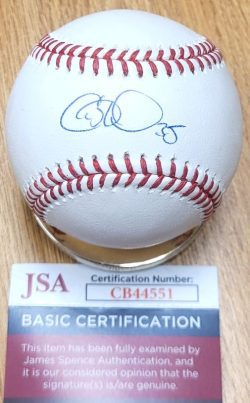 35
JSA
Certification Number:
CB44551
BASIC CERTIFICATION
This item has been fully examined by
James Spence Authentication, and
it is our considered opinion that the
signature(s) is/are genuine.